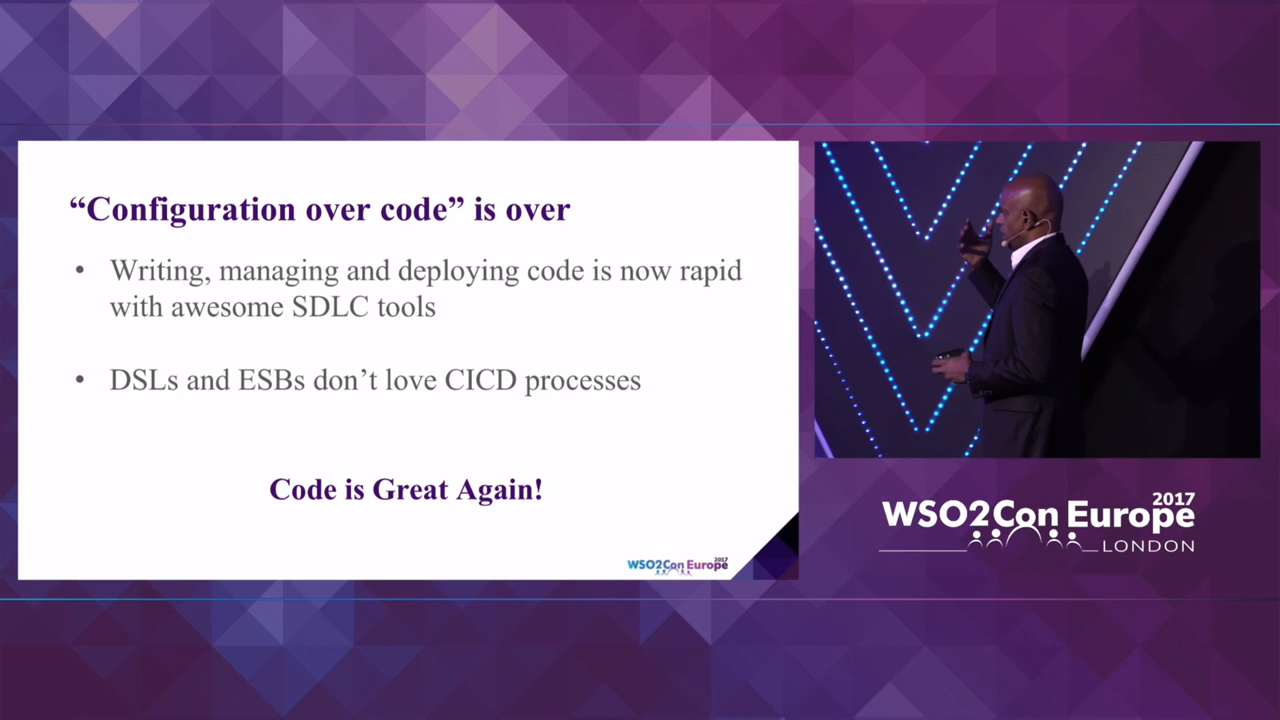 “Configuration over code” is over
• Writing, managing and deploying code is now rapid
with awesome SDLC tools
• DSLs and ESBs don’t love CICD processes
Code is Great Again!
WSO2Con Europe 2017
WSO2Con Europe 2017
LONDON